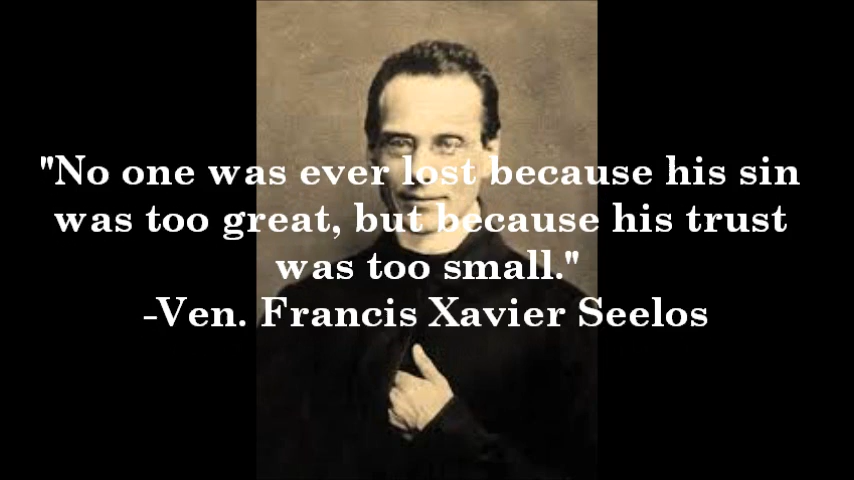 "No one was ever lost because his sin
was too great, but because his trust
was too small."
-Ven. Francis Xavier Seelos